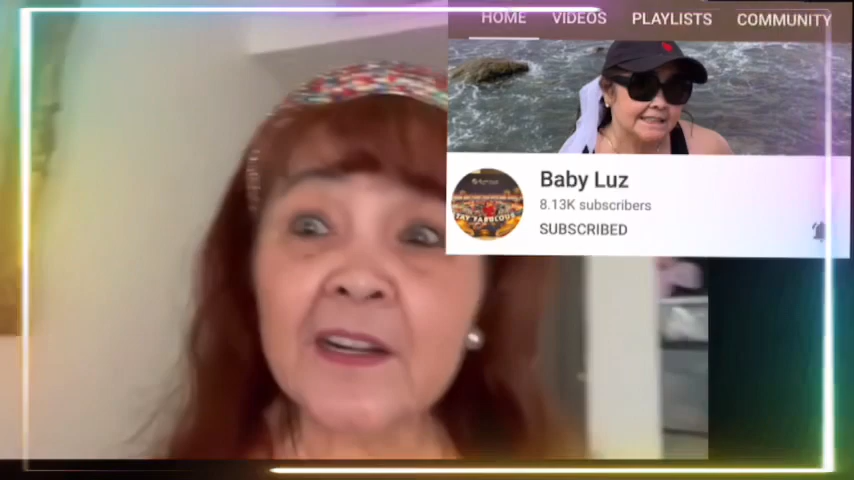 HOME VIDEOS PLAYLISTS COMMUNITY
Baby Luz
8.13K subscribers
SUBSCRIBED